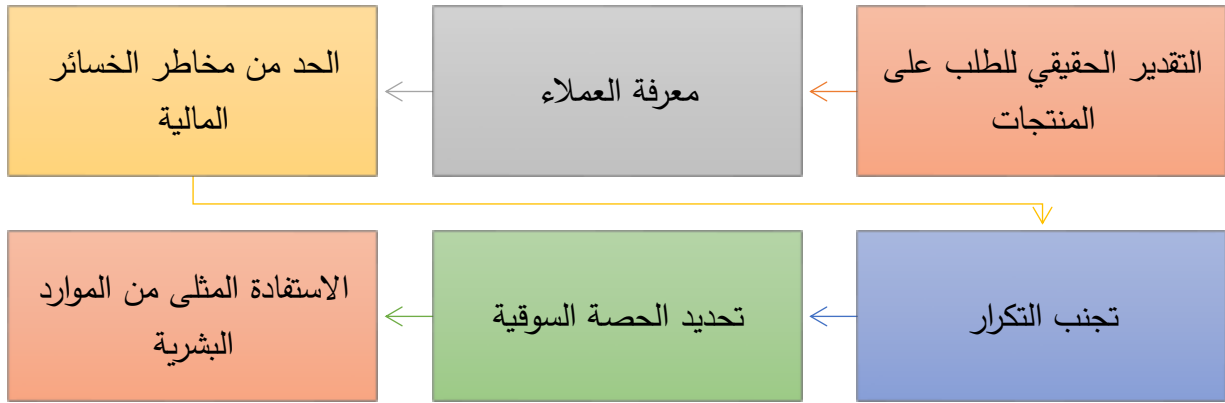 التقدير الحقيقي للطلب على
المنتجات
معرفة العملاء
الحد من مخاطر الخسائر
المالية
تجنب التكرار
تحديد الحصة السوقية
الاستفادة المثلى من الموارد
البشرية